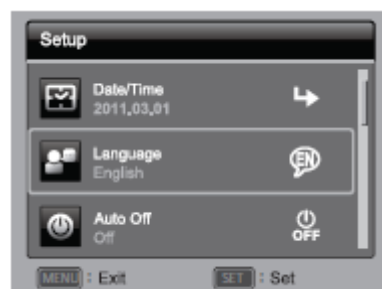 Setup
Date/Time
2011.03.01
Language
English
EN
Auto Off
Off
OFF
MENU : Exit
SET : Set